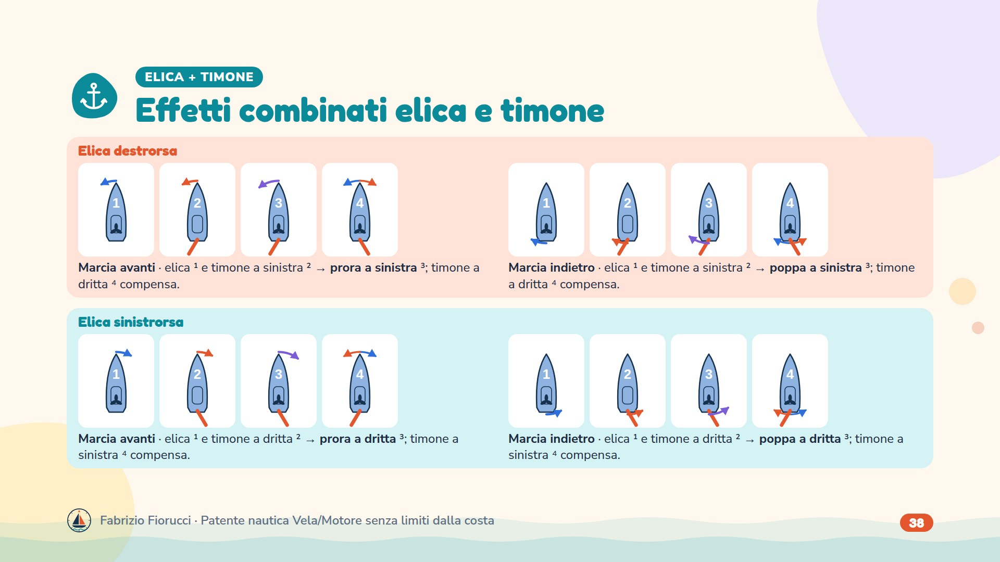 ELICA + TIMONE
Effetti combinati elica e timone
Elica destrorsa
1 2 3 4
Marcia avanti · elica ¹ e timone a sinistra ² → prora a sinistra ³; timone a
dritta ⁴ compensa.
1 2 3 4
Marcia indietro · elica ¹ e timone a sinistra ² → poppa a sinistra ³; timone
a dritta ⁴ compensa.
Elica sinistrorsa
1 2 3 4
Marcia avanti · elica ¹ e timone a dritta ² → prora a dritta ³; timone a
sinistra ⁴ compensa.
1 2 3 4
Marcia indietro · elica ¹ e timone a dritta ² → poppa a dritta ³; timone a
sinistra ⁴ compensa.
Fabrizio Fiorucci · Patente nautica Vela/Motore senza limiti dalla costa
38